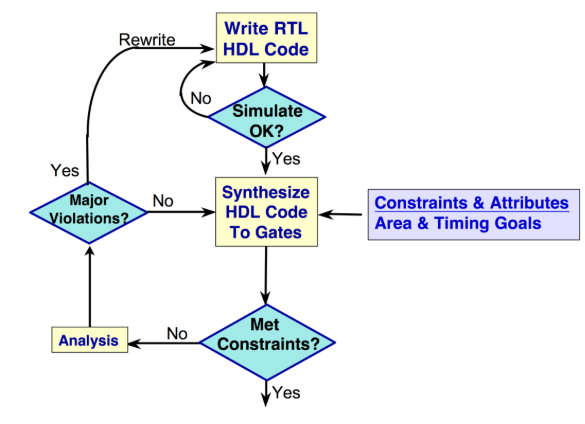 Write RTL
HDL Code
Rewrite
No
Simulate
OK?
Yes
Yes
Major
Violations?
No
Synthesize
HDL Code
To Gates
Constraints & Attributes
Area & Timing Goals
Met
Constraints?
No
Analysis
Yes